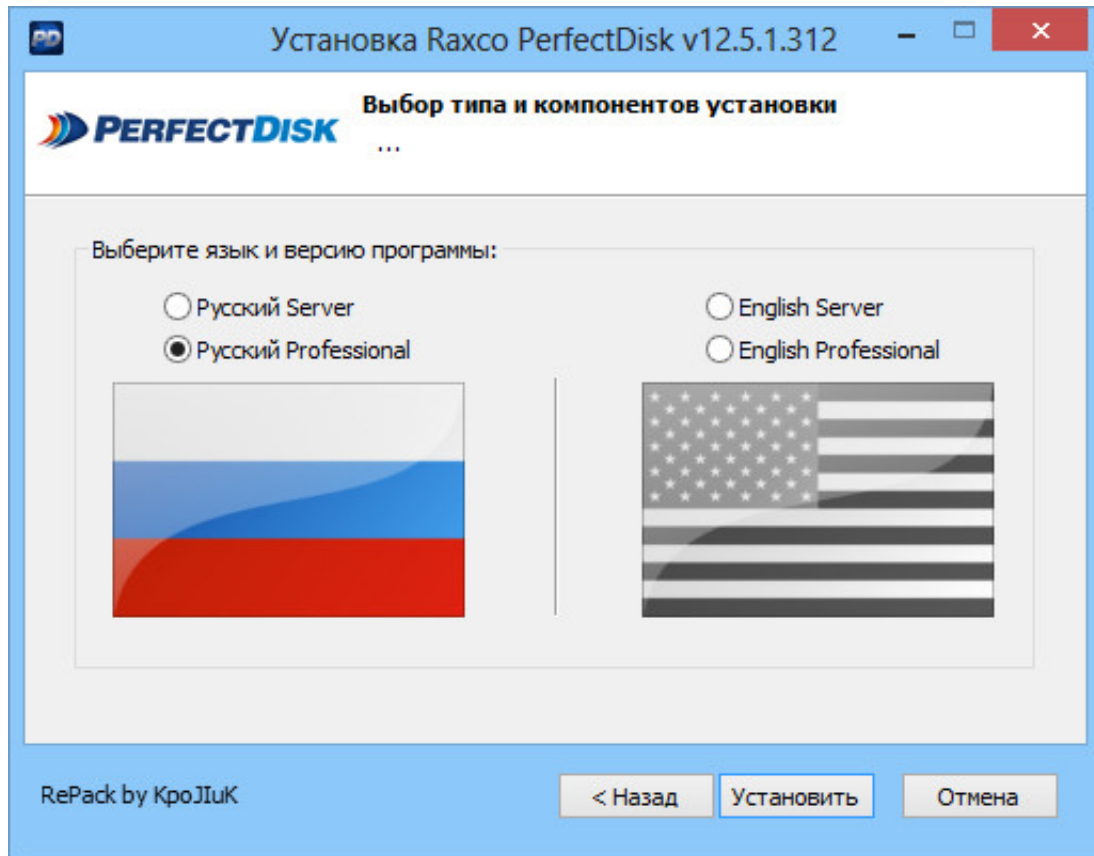 PD
Установка Raxco PerfectDisk v12.5.1.312
PERFECTDISK
Выбор типа и компонентов установки
...
Выберите язык и версию программы:
Русский Server
English Server
Русский Professional
English Professional
RePack by KpoJIuK
< Назад
Установить
Отмена